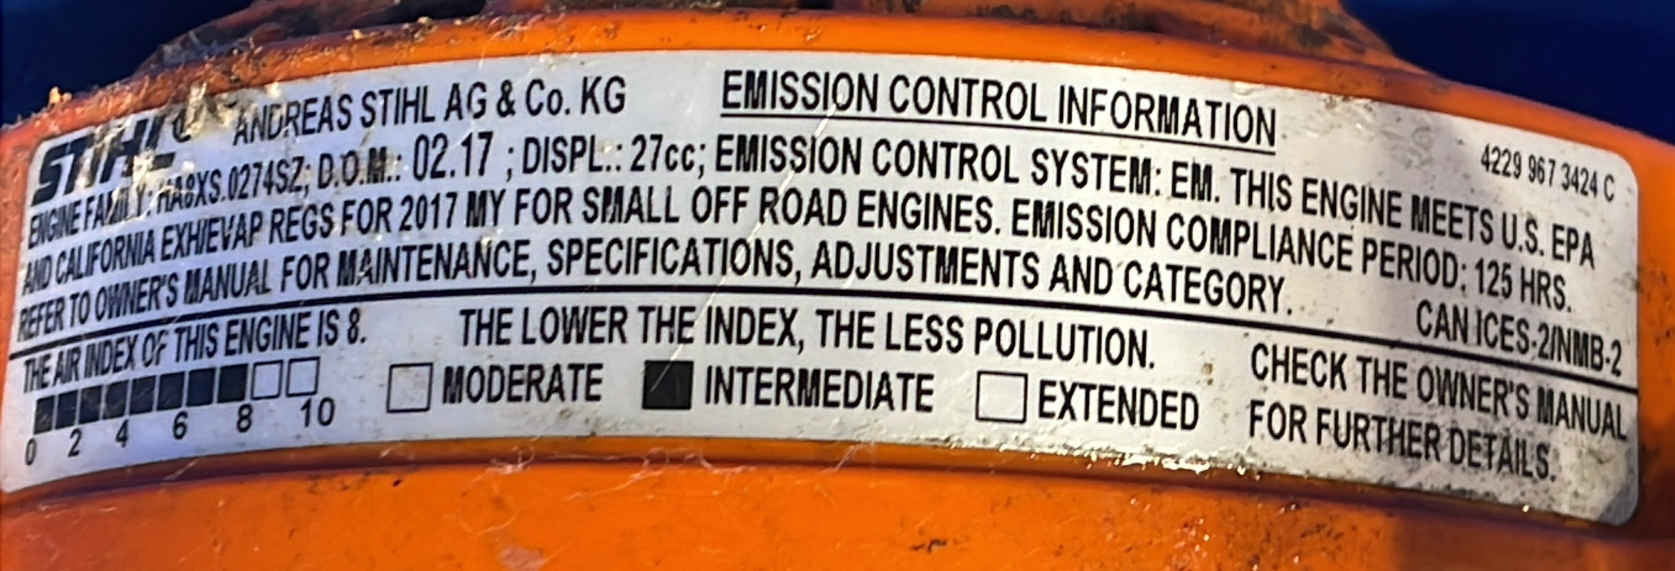 STIHL ANDREAS STIHL AG & Co. KG EMISSION CONTROL INFORMATION
4229 967 3424 C
ENGINE FAMILY: HA8XS.0274SZ; D.O.M.: 02.17 ; DISPL.: 27cc; EMISSION CONTROL SYSTEM: EM. THIS ENGINE MEETS U.S. EPA
AND CALIFORNIA EXH/EVAP REGS FOR 2017 MY FOR SMALL OFF ROAD ENGINES. EMISSION COMPLIANCE PERIOD: 125 HRS.
REFER TO OWNER'S MANUAL FOR MAINTENANCE, SPECIFICATIONS, ADJUSTMENTS AND CATEGORY.
CAN ICES-2/NMB-2
THE AIR INDEX OF THIS ENGINE IS 8. THE LOWER THE INDEX, THE LESS POLLUTION. CHECK THE OWNER'S MANUAL
MODERATE INTERMEDIATE EXTENDED FOR FURTHER DETAILS.
0 2 4 6 8 10